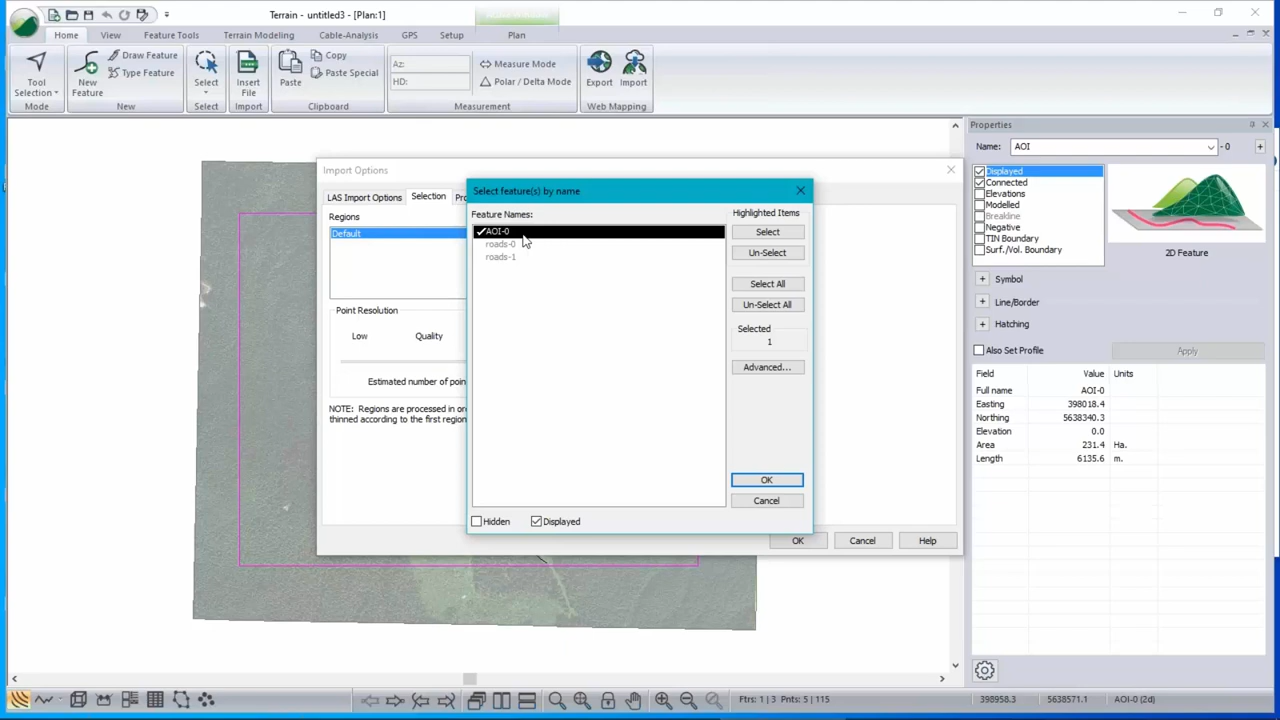 Terrain - untitled3 - [Plan:1]
Home
View
Feature Tools
Terrain Modeling
Cable-Analysis
GPS
Setup
Plan
Tool
Selection
Mode
New
Feature
Draw Feature
Type Feature
New
Select
Select
Insert
File
Import
Paste
Copy
Paste Special
Clipboard
Az:
HD:
Measure Mode
Polar / Delta Mode
Measurement
Export
Import
Web Mapping
Import Options
LAS Import Options
Selection
Regions
Default
Point Resolution
Low
Quality
Estimated number of poin
NOTE: Regions are processed in or
thinned according to the first region
OK
Cancel
Help
Select feature(s) by name
Feature Names:
AOI-0
roads-0
roads-1
Highlighted Items
Select
Un-Select
Select All
Un-Select All
Selected
1
Advanced...
OK
Cancel
Hidden
Displayed
Properties
Name:
AOI
- 0
+
Displayed
Connected
Elevations
Modelled
Breakline
Negative
TIN Boundary
Surf./Vol. Boundary
2D Feature
+ Symbol
+ Line/Border
+ Hatching
Also Set Profile
Apply
Field Value Units
Full name AOI-0
Easting 398018.4
Northing 5638340.3
Elevation 0.0
Area 231.4 Ha.
Length 6135.6 m.
Ftrs: 1 | 3 Pnts: 5 | 115
398958.3
5638571.1
AOI-0 (2d)